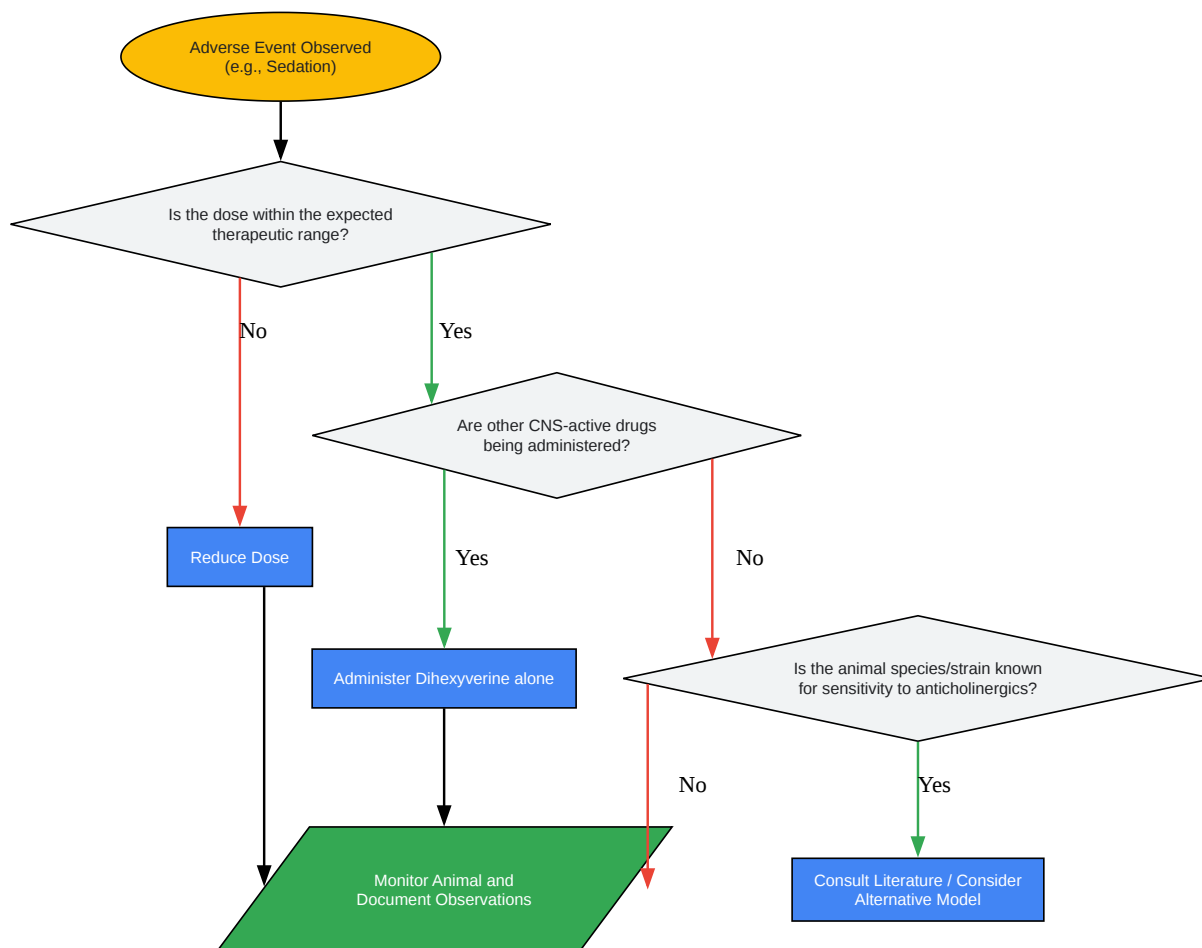 Adverse Event Observed
(e.g., Sedation)
Is the dose within the expected
therapeutic range?
No
Yes
Are other CNS-active drugs
being administered?
Reduce Dose
Yes
No
Administer Dihexyverine alone
Is the animal species/strain known
for sensitivity to anticholinergics?
No
Yes
Monitor Animal and
Document Observations
Consult Literature / Consider
Alternative Model